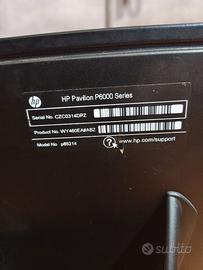 hp
HP Pavilion P6000 Series
Serial No. CZC0314DPZ
Product No. WY460EA#ABZ
Model No. p6521it
www.hp.com/support
subito